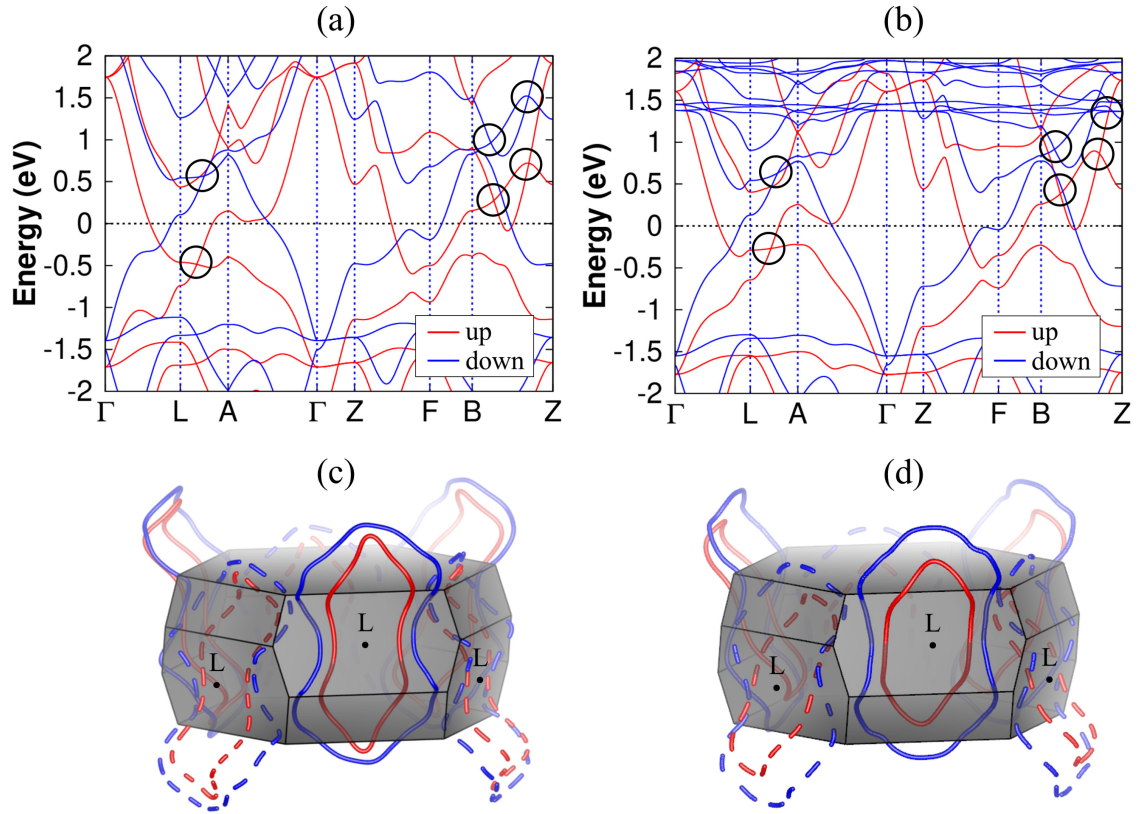 (a)
(b)
2
1.5
1
0.5
0
-0.5
-1
-1.5
-2
Energy (eV)
up
down
Γ L A Γ Z F B Z
2
1.5
1
0.5
0
-0.5
-1
-1.5
-2
Energy (eV)
up
down
Γ L A Γ Z F B Z
(c)
(d)
L
L
L
L
L
L